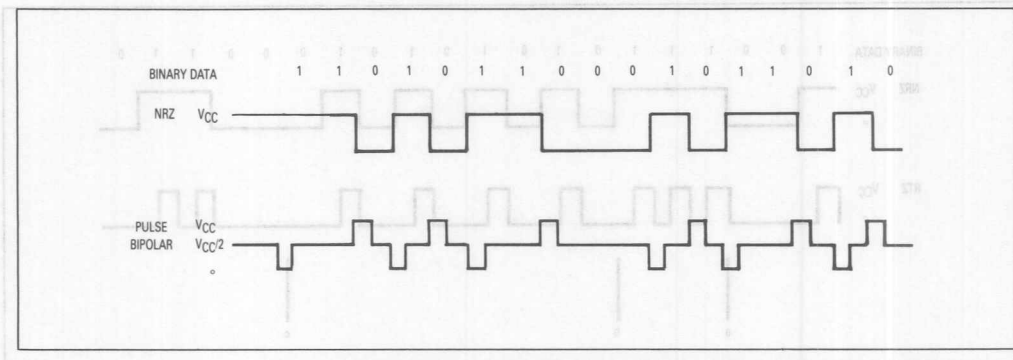 BINARY DATA 1 1 0 1 0 1 1 0 0 0 1 0 1 1 0 1 0
NRZ VCC
PULSE VCC
BIPOLAR VCC/2
o